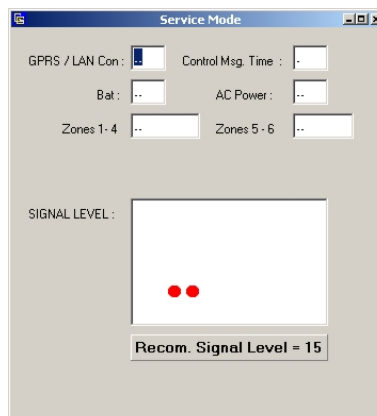 Service Mode
GPRS / LAN Con : -- Control Msg. Time : -
Bat : -- AC Power : --
Zones 1- 4 -- Zones 5 - 6 --
SIGNAL LEVEL :
Recom. Signal Level = 15